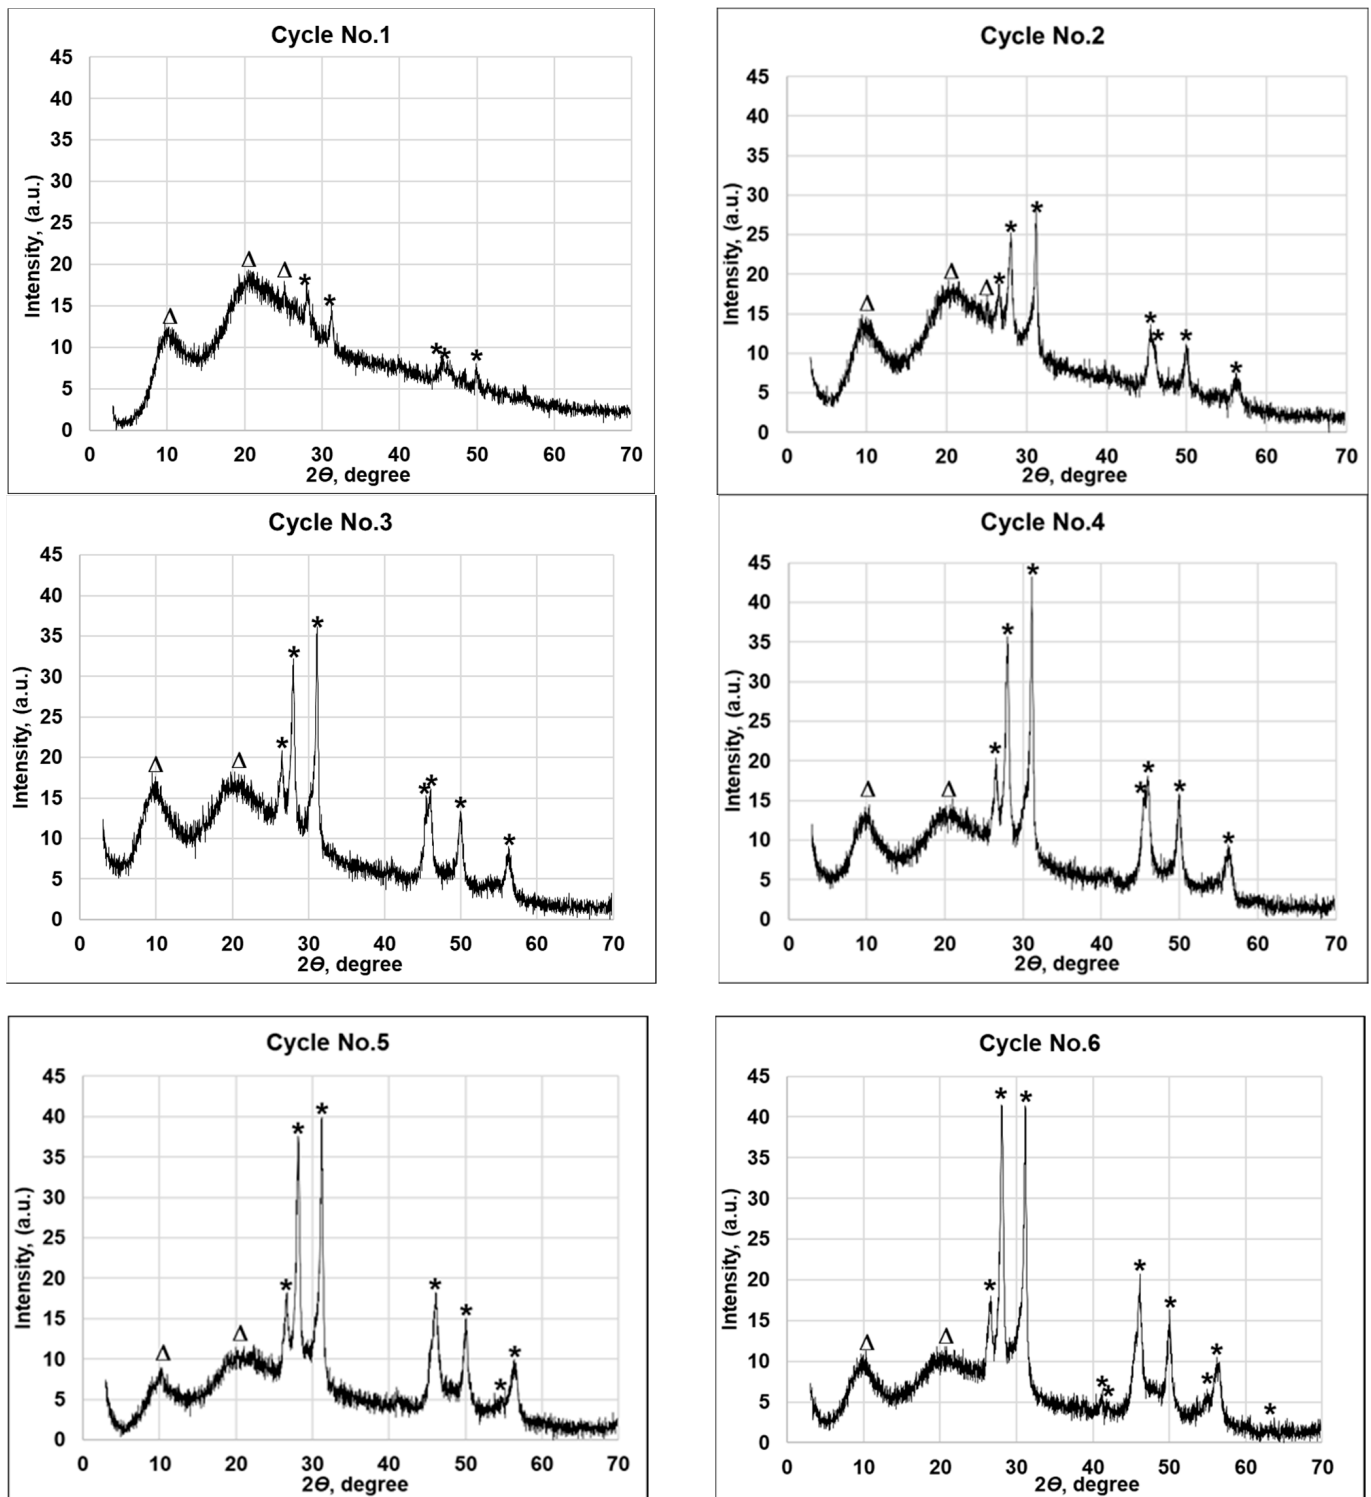 Cycle No.1
45
40
35
30
25
20
15
10
5
0
Intensity, (a.u.)
Δ
Δ
Δ
*
*
*
*
*
0 10 20 30 40 50 60 70
2Θ, degree
Cycle No.2
45
40
35
30
25
20
15
10
5
0
Intensity, (a.u.)
Δ
Δ
Δ
*
*
*
*
*
*
*
0 10 20 30 40 50 60 70
2Θ, degree
Cycle No.3
45
40
35
30
25
20
15
10
5
0
Intensity, (a.u.)
Δ
Δ
*
*
*
*
*
*
*
0 10 20 30 40 50 60 70
2Θ, degree
Cycle No.4
45
40
35
30
25
20
15
10
5
0
Intensity, (a.u.)
Δ
Δ
*
*
*
*
*
*
*
0 10 20 30 40 50 60 70
2Θ, degree
Cycle No.5
45
40
35
30
25
20
15
10
5
0
Intensity, (a.u.)
Δ
Δ
*
*
*
*
*
*
*
0 10 20 30 40 50 60 70
2Θ, degree
Cycle No.6
45
40
35
30
25
20
15
10
5
0
Intensity, (a.u.)
Δ
Δ
*
*
*
*
*
*
*
*
*
*
0 10 20 30 40 50 60 70
2Θ, degree